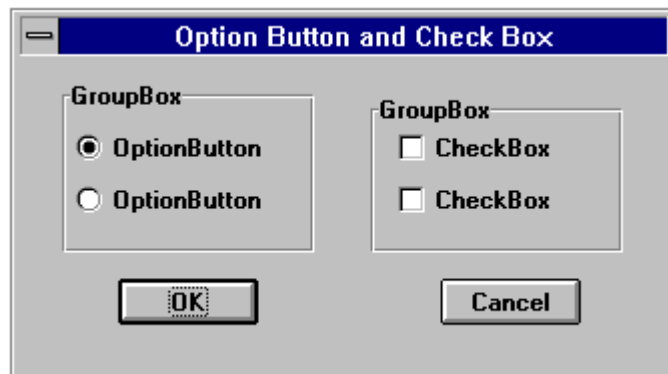 Option Button and Check Box
GroupBox
OptionButton
OptionButton
GroupBox
CheckBox
CheckBox
OK
Cancel